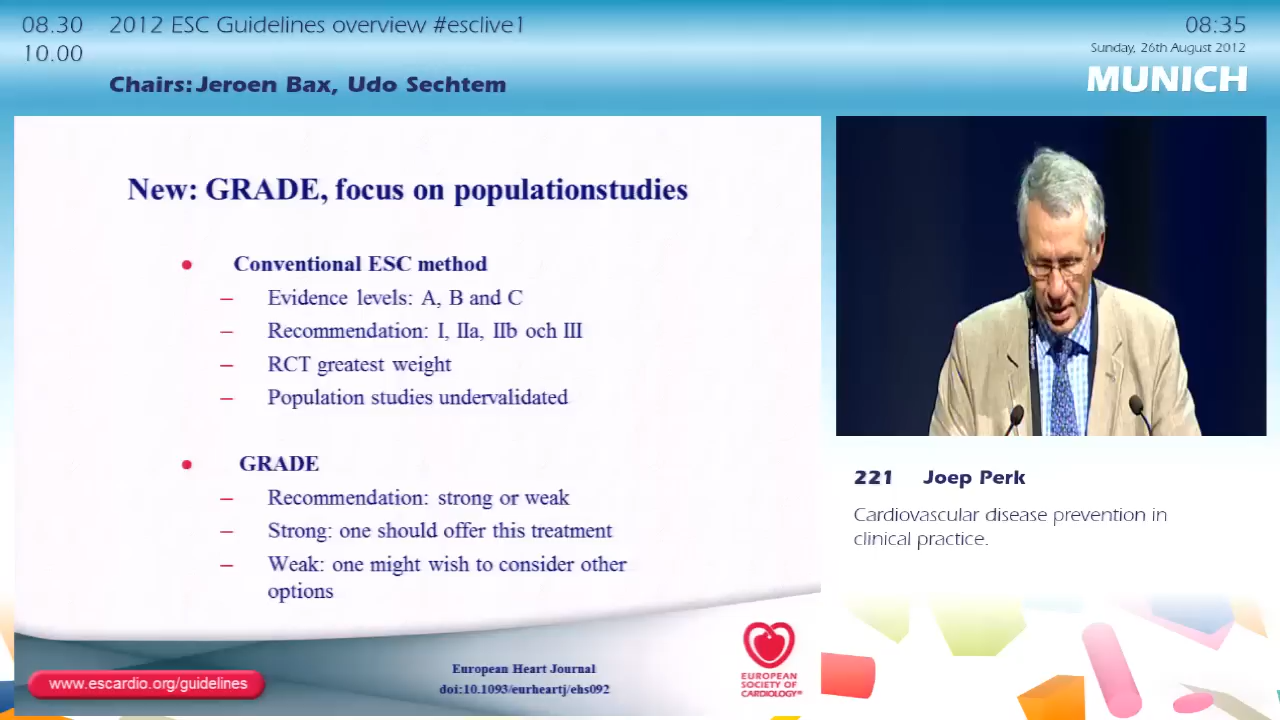 08.30 2012 ESC Guidelines overview #esclive1
10.00
Chairs: Jeroen Bax, Udo Sechtem
08:35
Sunday, 26th August 2012
MUNICH
New: GRADE, focus on populationstudies
• Conventional ESC method
– Evidence levels: A, B and C
– Recommendation: I, IIa, IIb och III
– RCT greatest weight
– Population studies undervalidated
• GRADE
– Recommendation: strong or weak
– Strong: one should offer this treatment
– Weak: one might wish to consider other
options
www.escardio.org/guidelines
European Heart Journal
doi:10.1093/eurheartj/ehs092
EUROPEAN
SOCIETY OF
CARDIOLOGY®
221 Joep Perk
Cardiovascular disease prevention in
clinical practice.